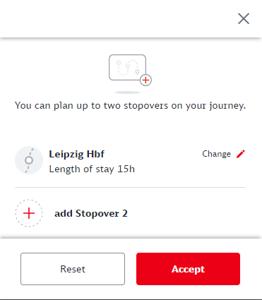 You can plan up to two stopovers on your journey.
Leipzig Hbf
Change
Length of stay 15h
add Stopover 2
Reset
Accept